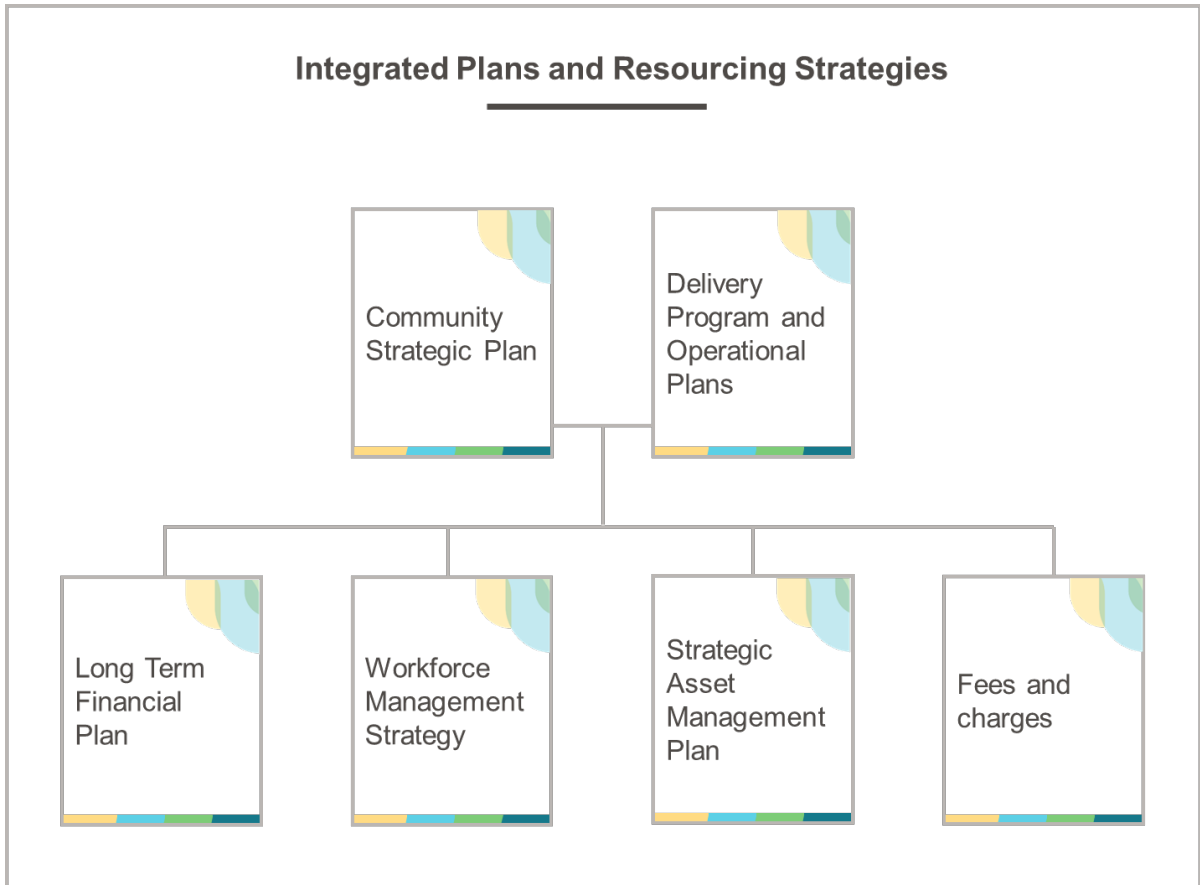 Integrated Plans and Resourcing Strategies
Community
Strategic Plan
Delivery
Program and
Operational
Plans
Long Term
Financial
Plan
Workforce
Management
Strategy
Strategic
Asset
Management
Plan
Fees and
charges